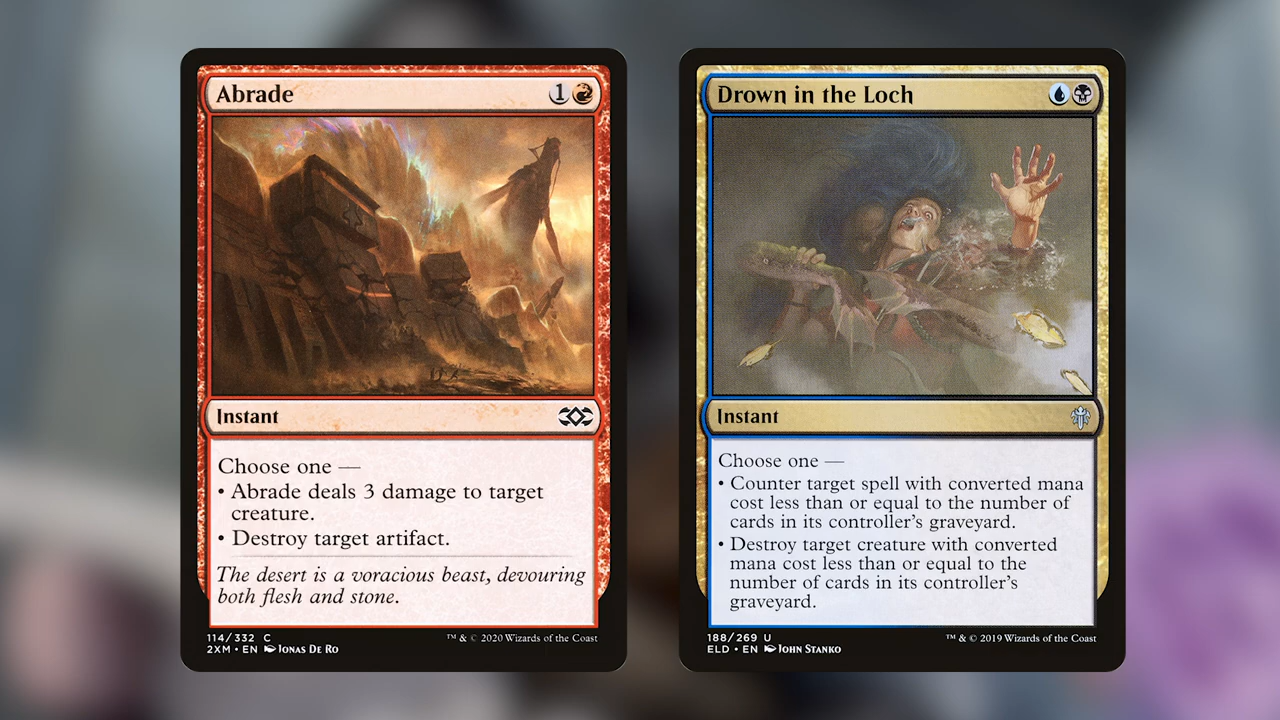 Abrade
1
Instant
Choose one —
• Abrade deals 3 damage to target
creature.
• Destroy target artifact.
The desert is a voracious beast, devouring
both flesh and stone.
114/332 C
2XM • EN Jonas De Ro
™ & © 2020 Wizards of the Coast
Drown in the Loch
Instant
Choose one —
• Counter target spell with converted mana
cost less than or equal to the number of
cards in its controller's graveyard.
• Destroy target creature with converted
mana cost less than or equal to the
number of cards in its controller's
graveyard.
188/269 U
ELD • EN John Stanko
™ & © 2019 Wizards of the Coast